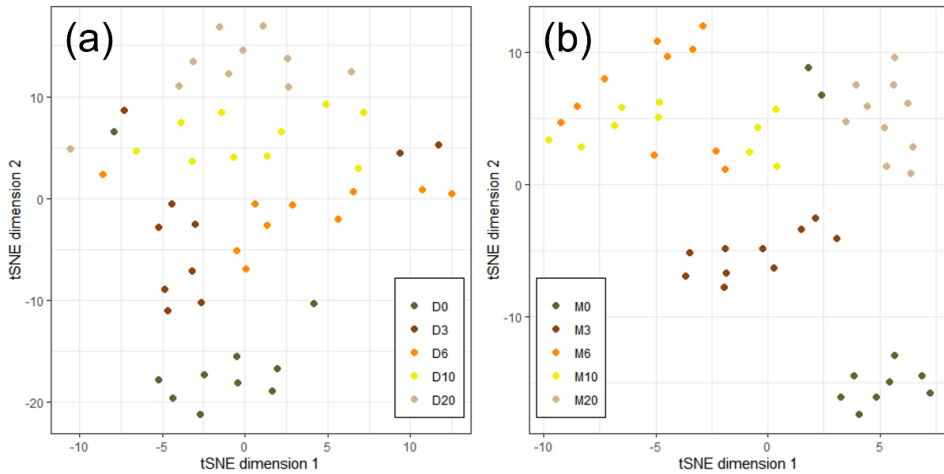 (a)
tSNE dimension 2
10
0
-10
-20
-10
-5
0
5
10
tSNE dimension 1
D0
D3
D6
D10
D20
(b)
tSNE dimension 2
10
0
-10
-10
-5
0
5
tSNE dimension 1
M0
M3
M6
M10
M20